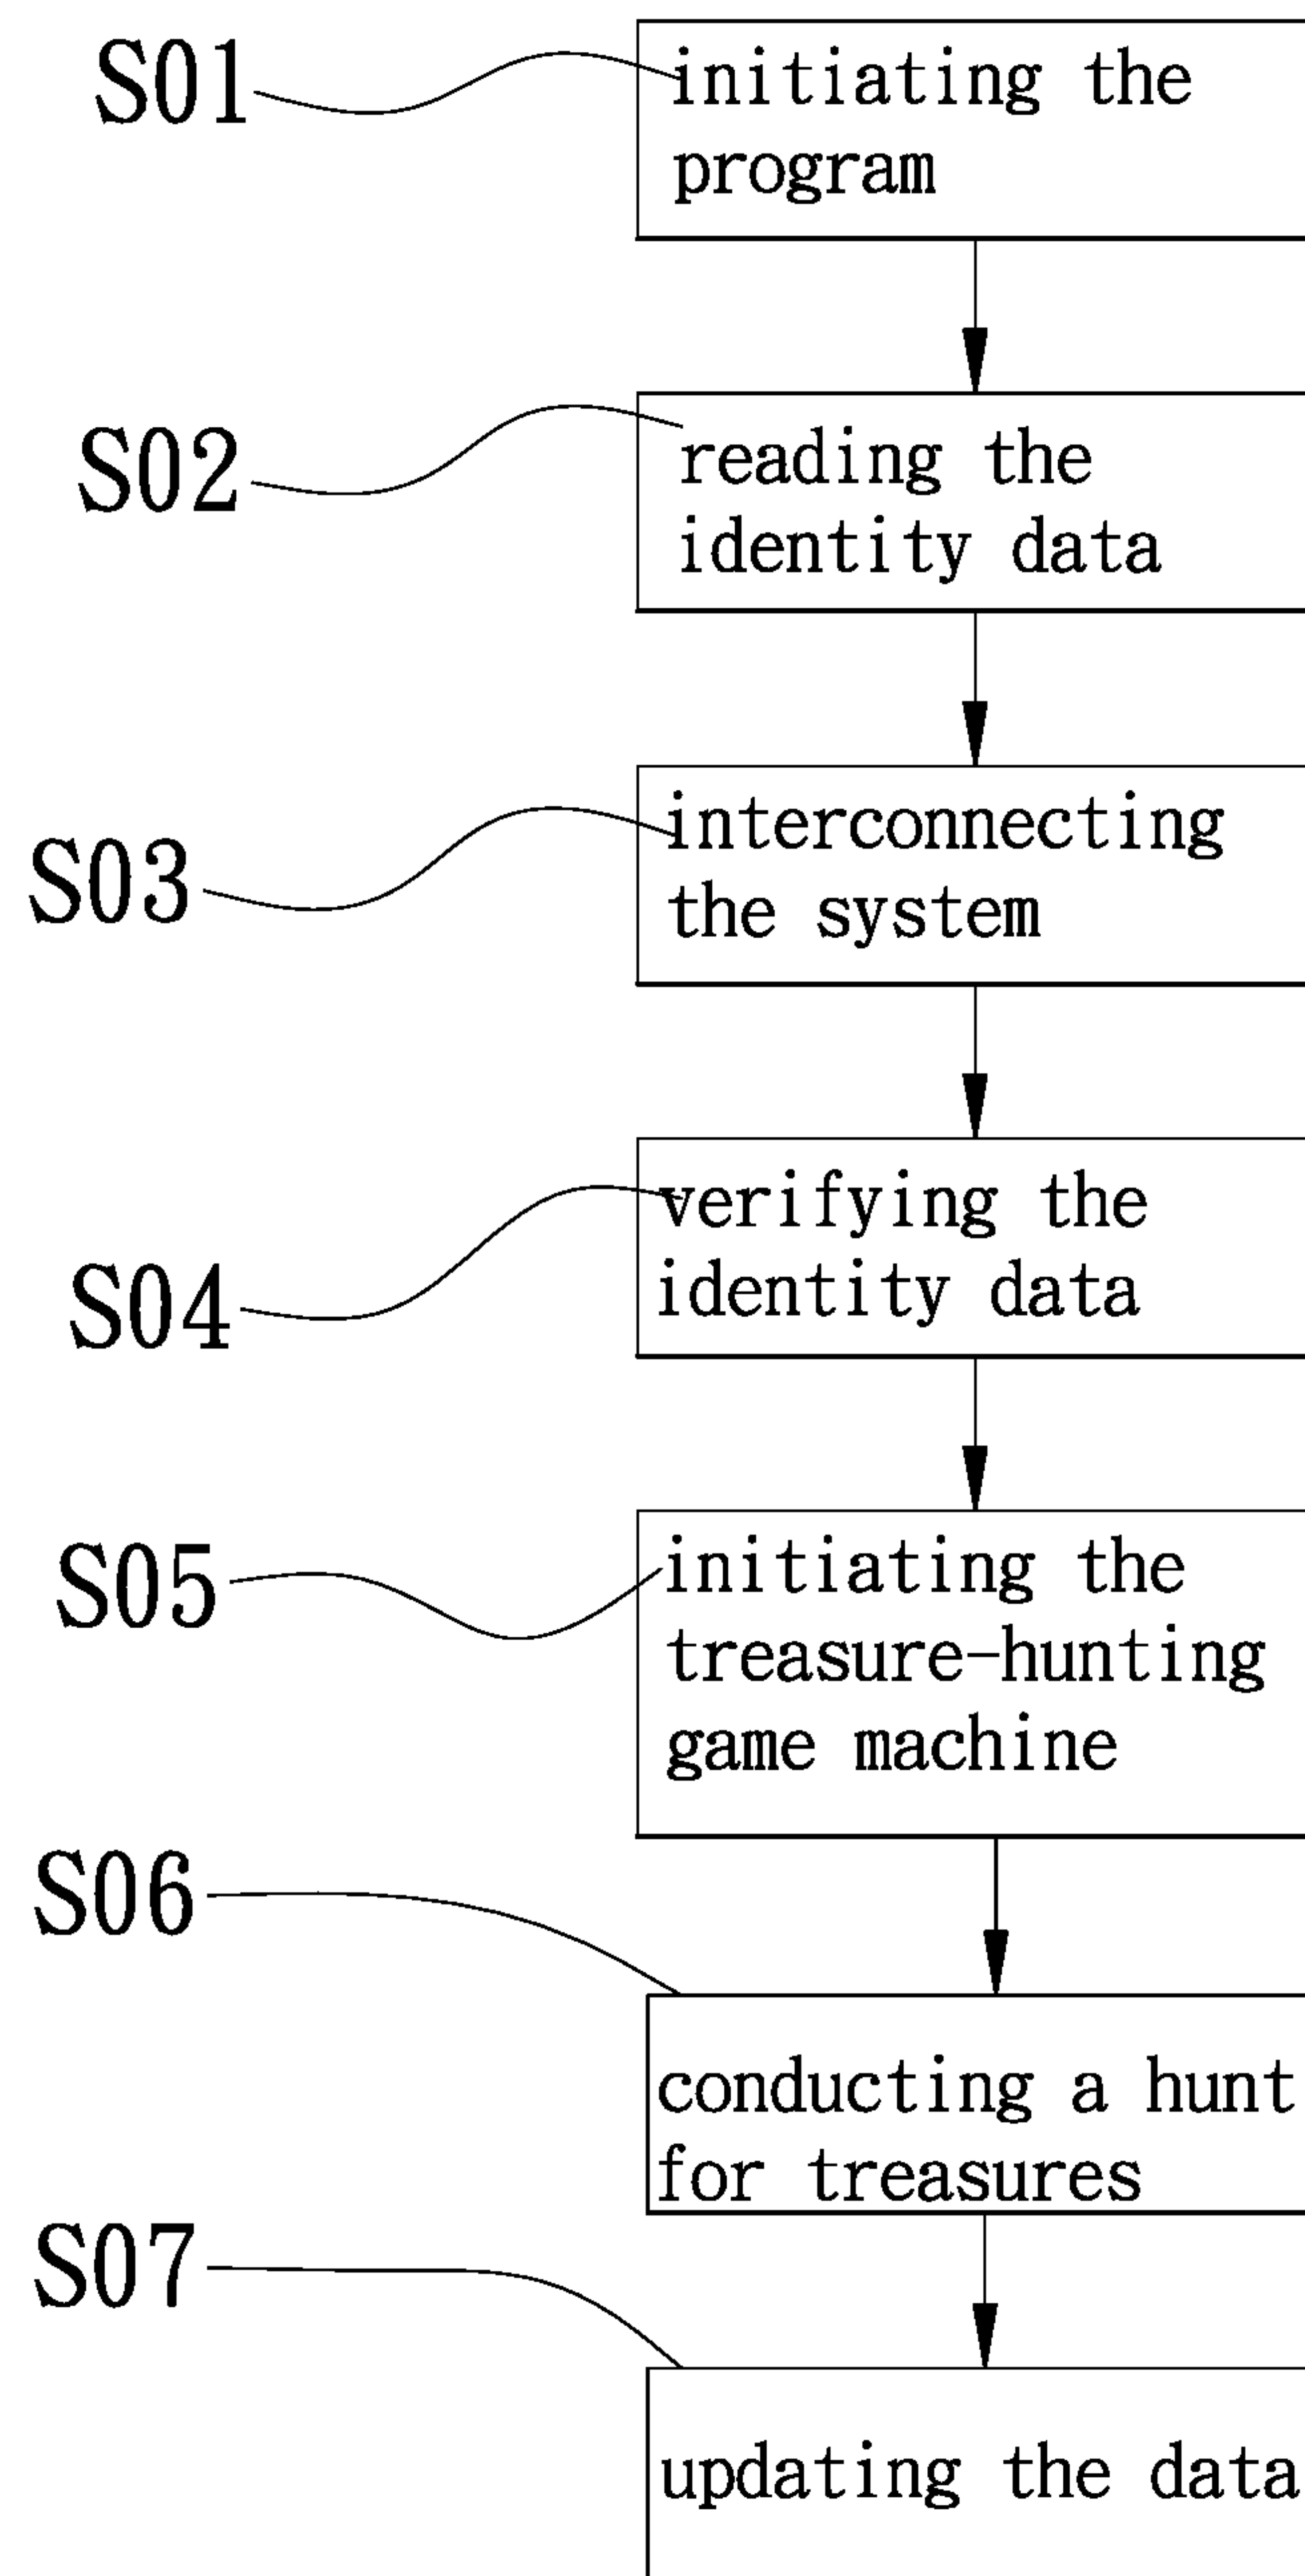 S01
initiating the
program
S02
reading the
identity data
S03
interconnecting
the system
S04
verifying the
identity data
S05
initiating the
treasure-hunting
game machine
S06
conducting a hunt
for treasures
S07
updating the data